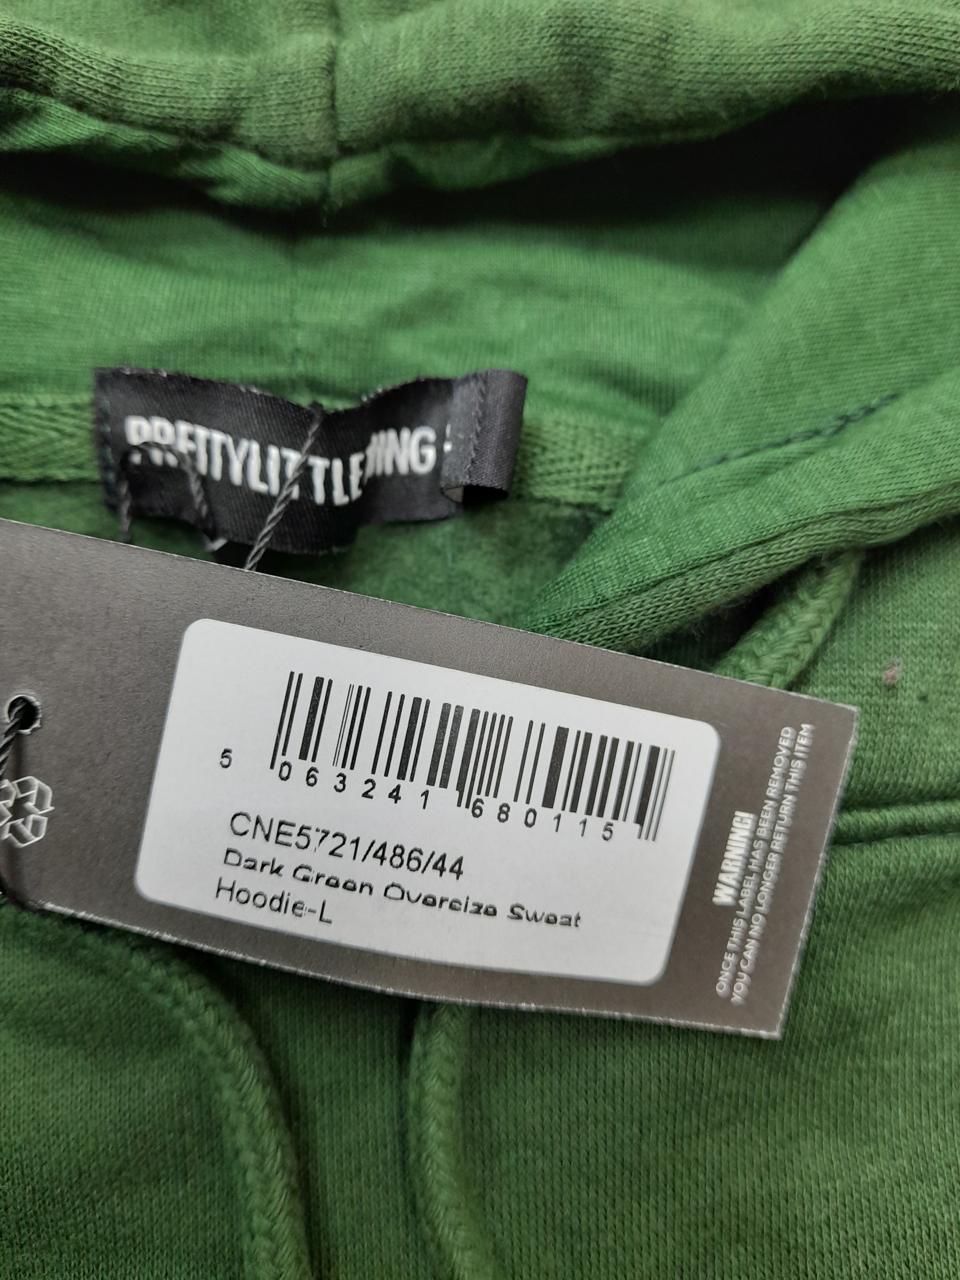 PRETTYLITTLETHING
5 063241 680115
CNE5721/486/44
Dark Green Oversize Sweat
Hoodie-L
WARNING!
ONCE THIS LABEL HAS BEEN REMOVED
YOU CAN NO LONGER RETURN THIS ITEM